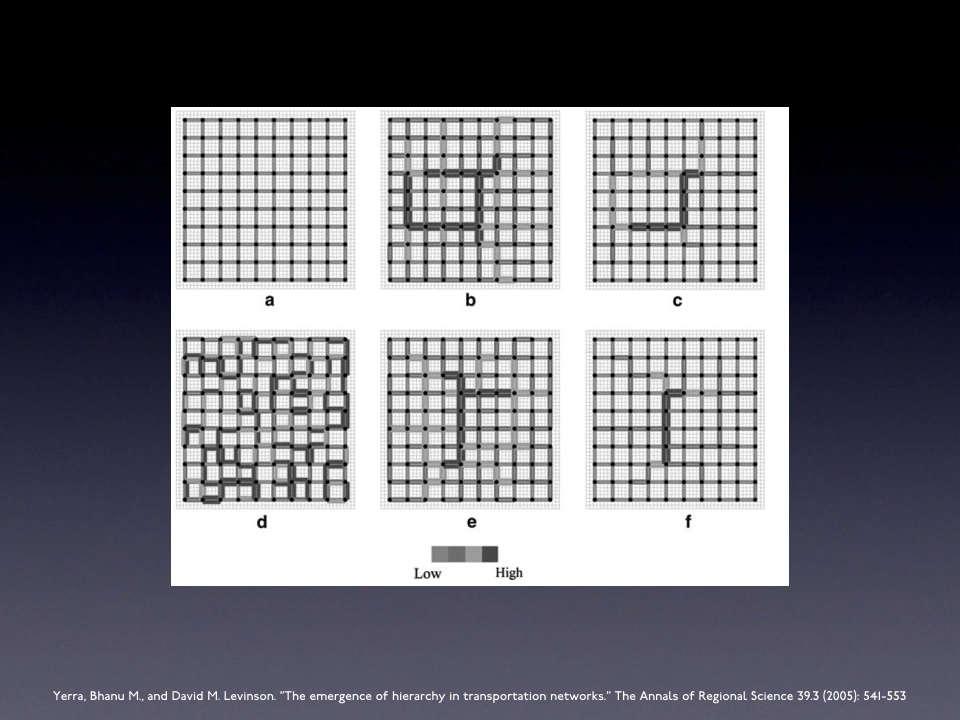 a b c
d e f
Low High
Yerra, Bhanu M., and David M. Levinson. "The emergence of hierarchy in transportation networks." The Annals of Regional Science 39.3 (2005): 541-553